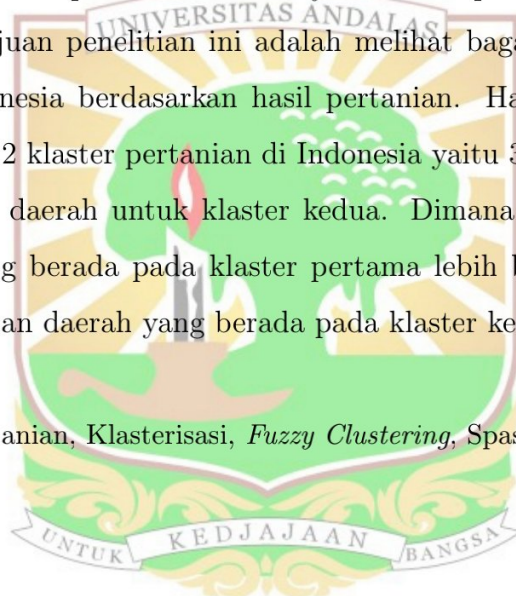 UNIVERSITAS ANDALAS
juan penelitian ini adalah melihat baga
nesia berdasarkan hasil pertanian. Ha
2 klaster pertanian di Indonesia yaitu 3
daerah untuk klaster kedua. Dimana
g berada pada klaster pertama lebih b
an daerah yang berada pada klaster ke
anian, Klasterisasi, Fuzzy Clustering, Spas
UNTUK KEDJAJAAN BANGSA